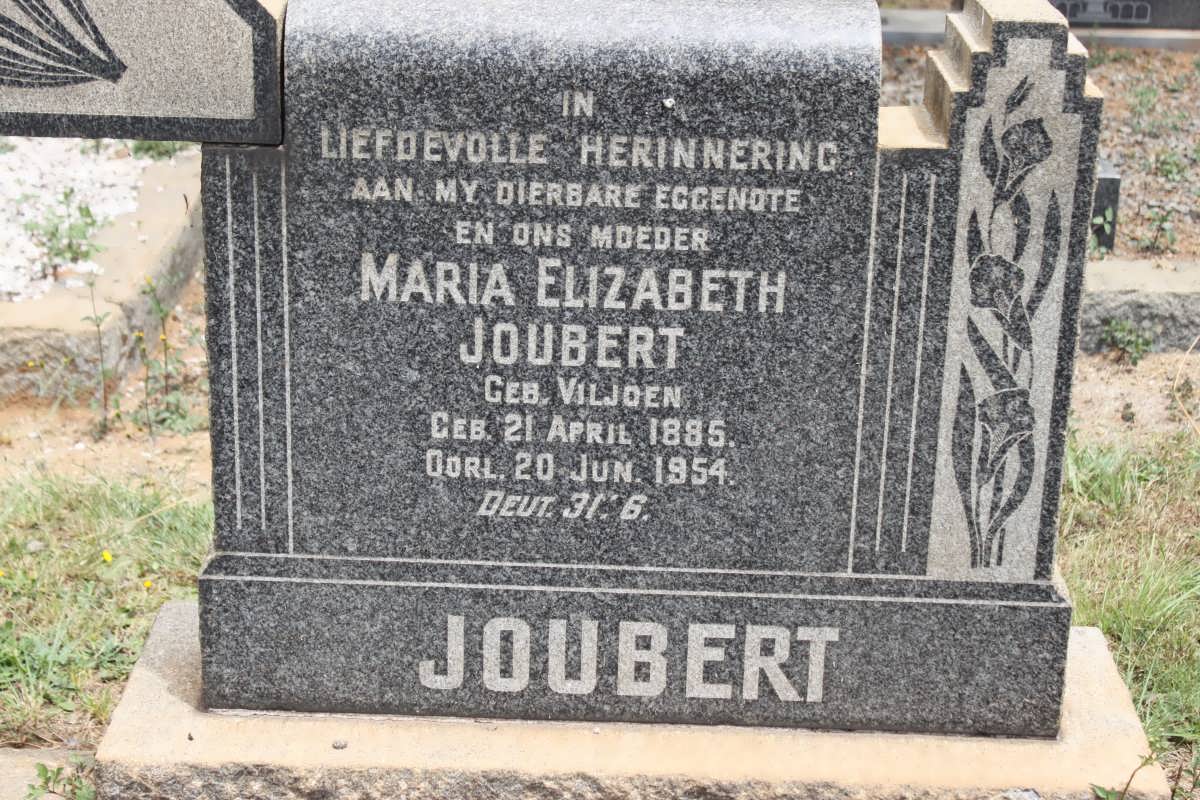 IN
LIEFDEVOLLE HERINNERING
AAN MY DIERBARE EGGENOTE
EN ONS MOEDER
MARIA ELIZABETH
JOUBERT
GEB. VILJOEN
GEB. 21 APRIL 1885.
OORL. 20 JUN. 1954.
DEUT. 31: 6.
JOUBERT